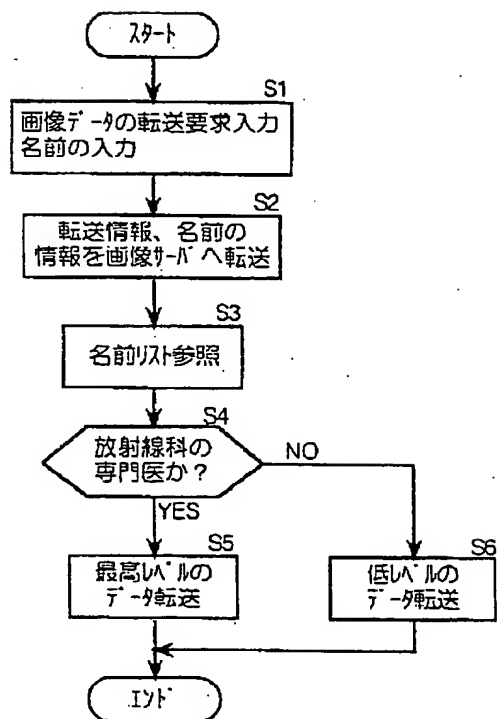 スタート
S1
画像データの転送要求入力
名前の入力
S2
転送情報、名前の
情報を画像サーバへ転送
S3
名前リスト参照
S4
放射線科の
専門医か？
NO
YES
S5
最高レベルの
データ転送
S6
低レベルの
データ転送
エンド